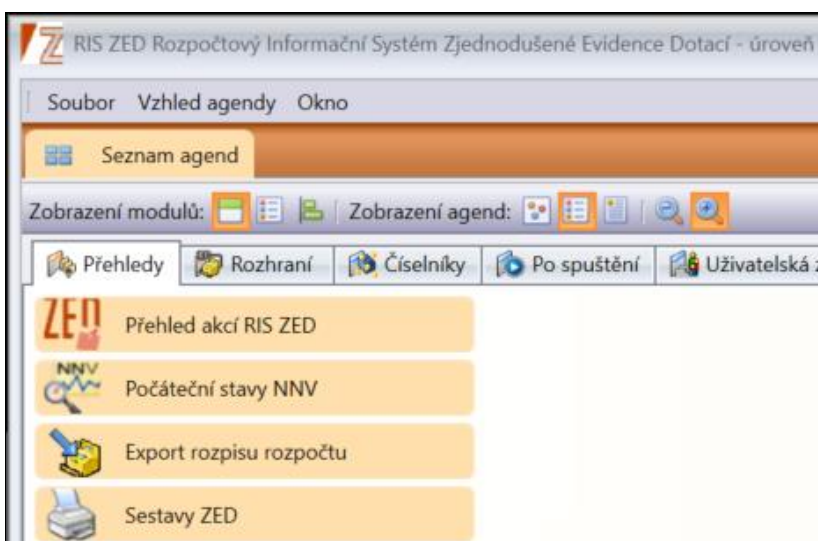 RIS ZED Rozpočtový Informační Systém Zjednodušené Evidence Dotací - úroveň
Soubor Vzhled agendy Okno
Seznam agend
Zobrazení modulů: Zobrazení agend:
Přehledy Rozhraní Číselníky Po spuštění Uživatelská
ZED Přehled akcí RIS ZED
NNV Počáteční stavy NNV
Export rozpisu rozpočtu
Sestavy ZED